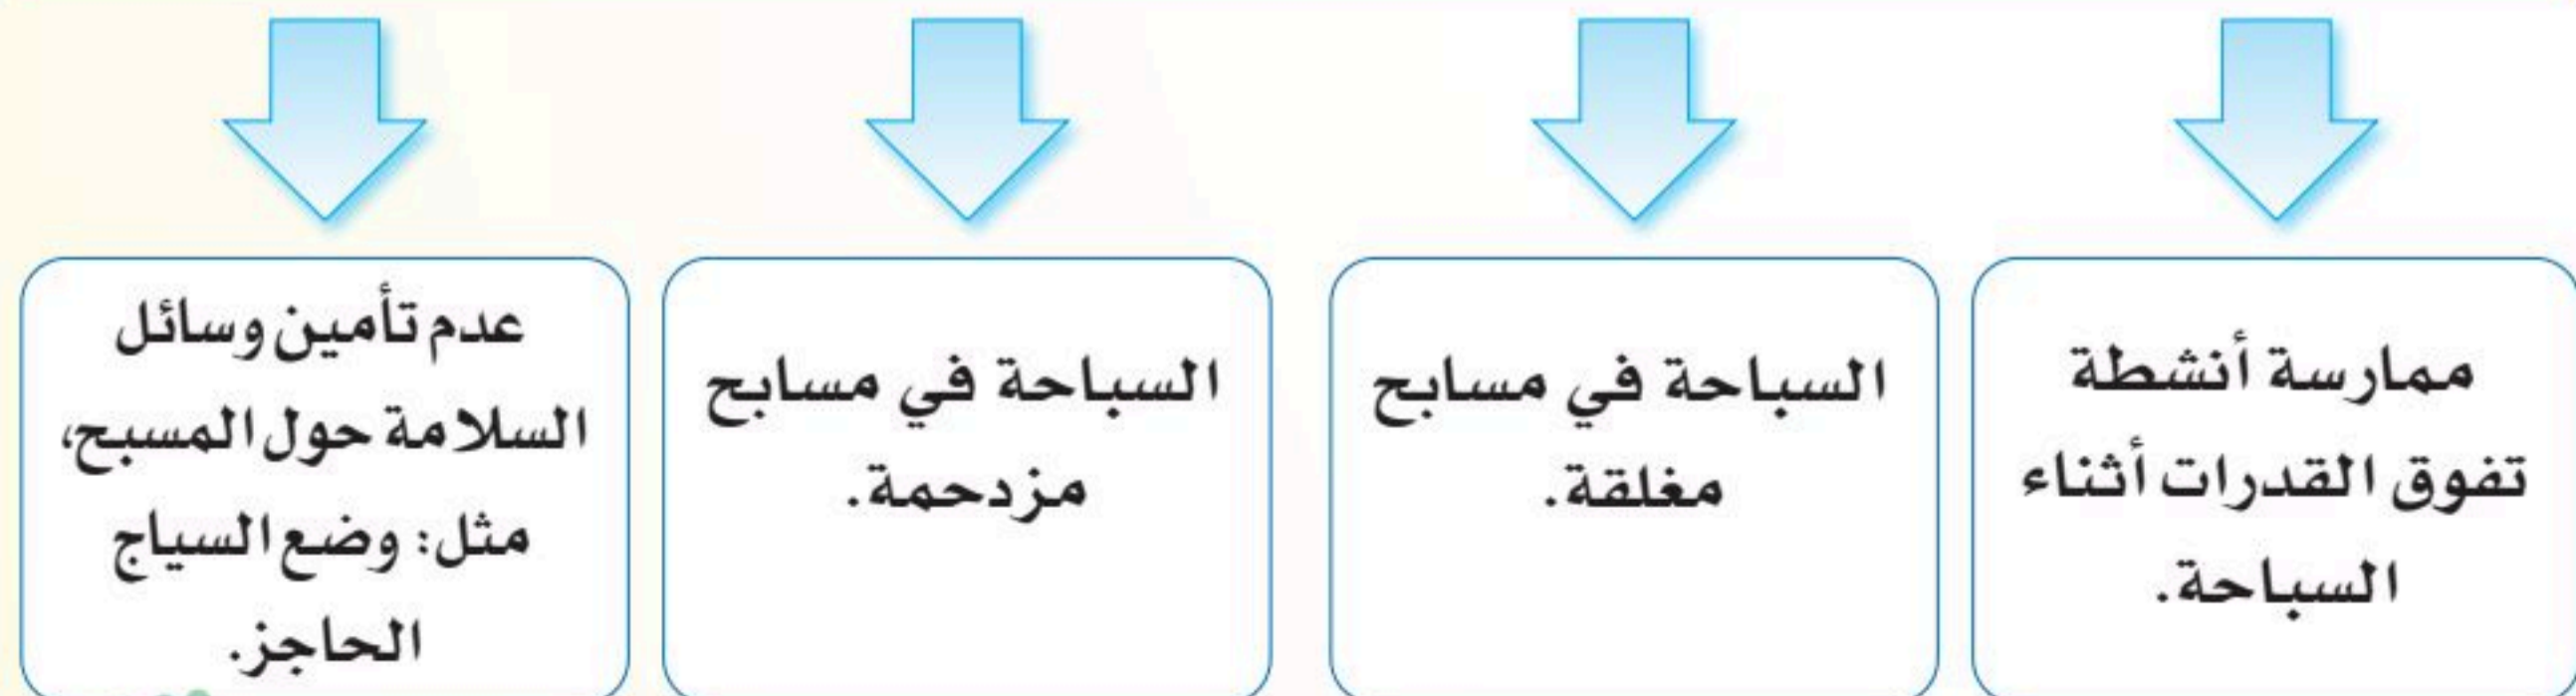 ممارسة أنشطة
تفوق القدرات أثناء
السباحة.
السباحة في مسابح
مغلقة.
السباحة في مسابح
مزدحمة.
عدم تأمين وسائل
السلامة حول المسبح،
مثل: وضع السياج
الحاجز.